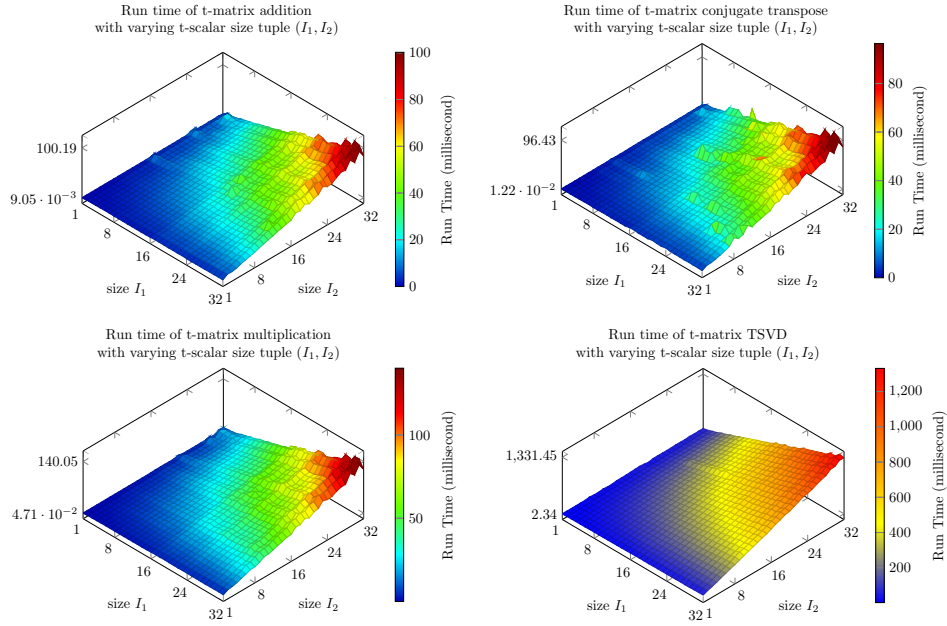 Run time of t-matrix addition
with varying t-scalar size tuple (I₁, I₂)
100.19
9.05 · 10⁻³
1
8
16
24
32
1
8
16
24
32
size I₁
size I₂
100
80
60
40
20
0
Run Time (millisecond)
Run time of t-matrix conjugate transpose
with varying t-scalar size tuple (I₁, I₂)
96.43
1.22 · 10⁻²
1
8
16
24
32
1
8
16
24
32
size I₁
size I₂
80
60
40
20
0
Run Time (millisecond)
Run time of t-matrix multiplication
with varying t-scalar size tuple (I₁, I₂)
140.05
4.71 · 10⁻²
1
8
16
24
32
1
8
16
24
32
size I₁
size I₂
100
50
Run Time (millisecond)
Run time of t-matrix TSVD
with varying t-scalar size tuple (I₁, I₂)
1,331.45
2.34
1
8
16
24
32
1
8
16
24
32
size I₁
size I₂
1,200
1,000
800
600
400
200
Run Time (millisecond)